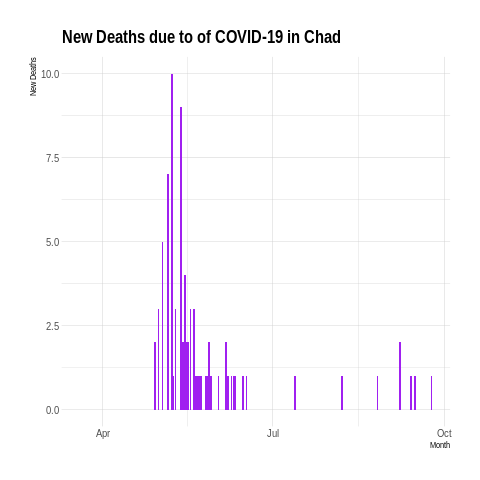 New Deaths due to of COVID-19 in Chad
New Deaths
10.0
7.5
5.0
2.5
0.0
Apr
Jul
Oct
Month